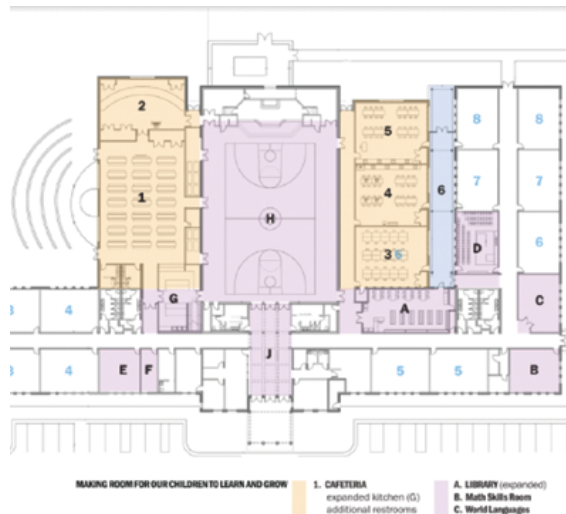 2
8
8
5
1
4
6
7
7
H
D
6
3 6
G
A
C
3
4
J
3
4
E
F
5
5
B
MAKING ROOM FOR OUR CHILDREN TO LEARN AND GROW
1. CAFETERIA
expanded kitchen (G)
additional restrooms
A. LIBRARY (expanded)
B. Math Skills Room
C. World Languages